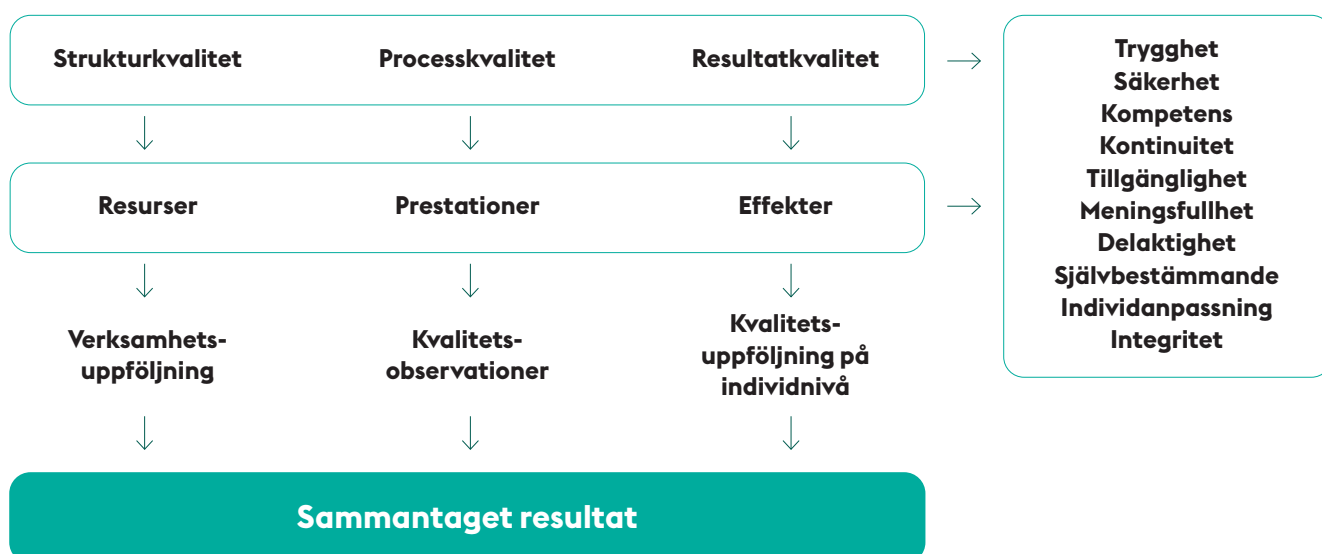 Strukturkvalitet
Processkvalitet
Resultatkvalitet
Trygghet
Säkerhet
Kompetens
Kontinuitet
Tillgänglighet
Meningsfullhet
Delaktighet
Självbestämmande
Individanpassning
Integritet
Resurser
Prestationer
Effekter
Verksamhets-
uppföljning
Kvalitets-
observationer
Kvalitets-
uppföljning på
individnivå
Sammantaget resultat